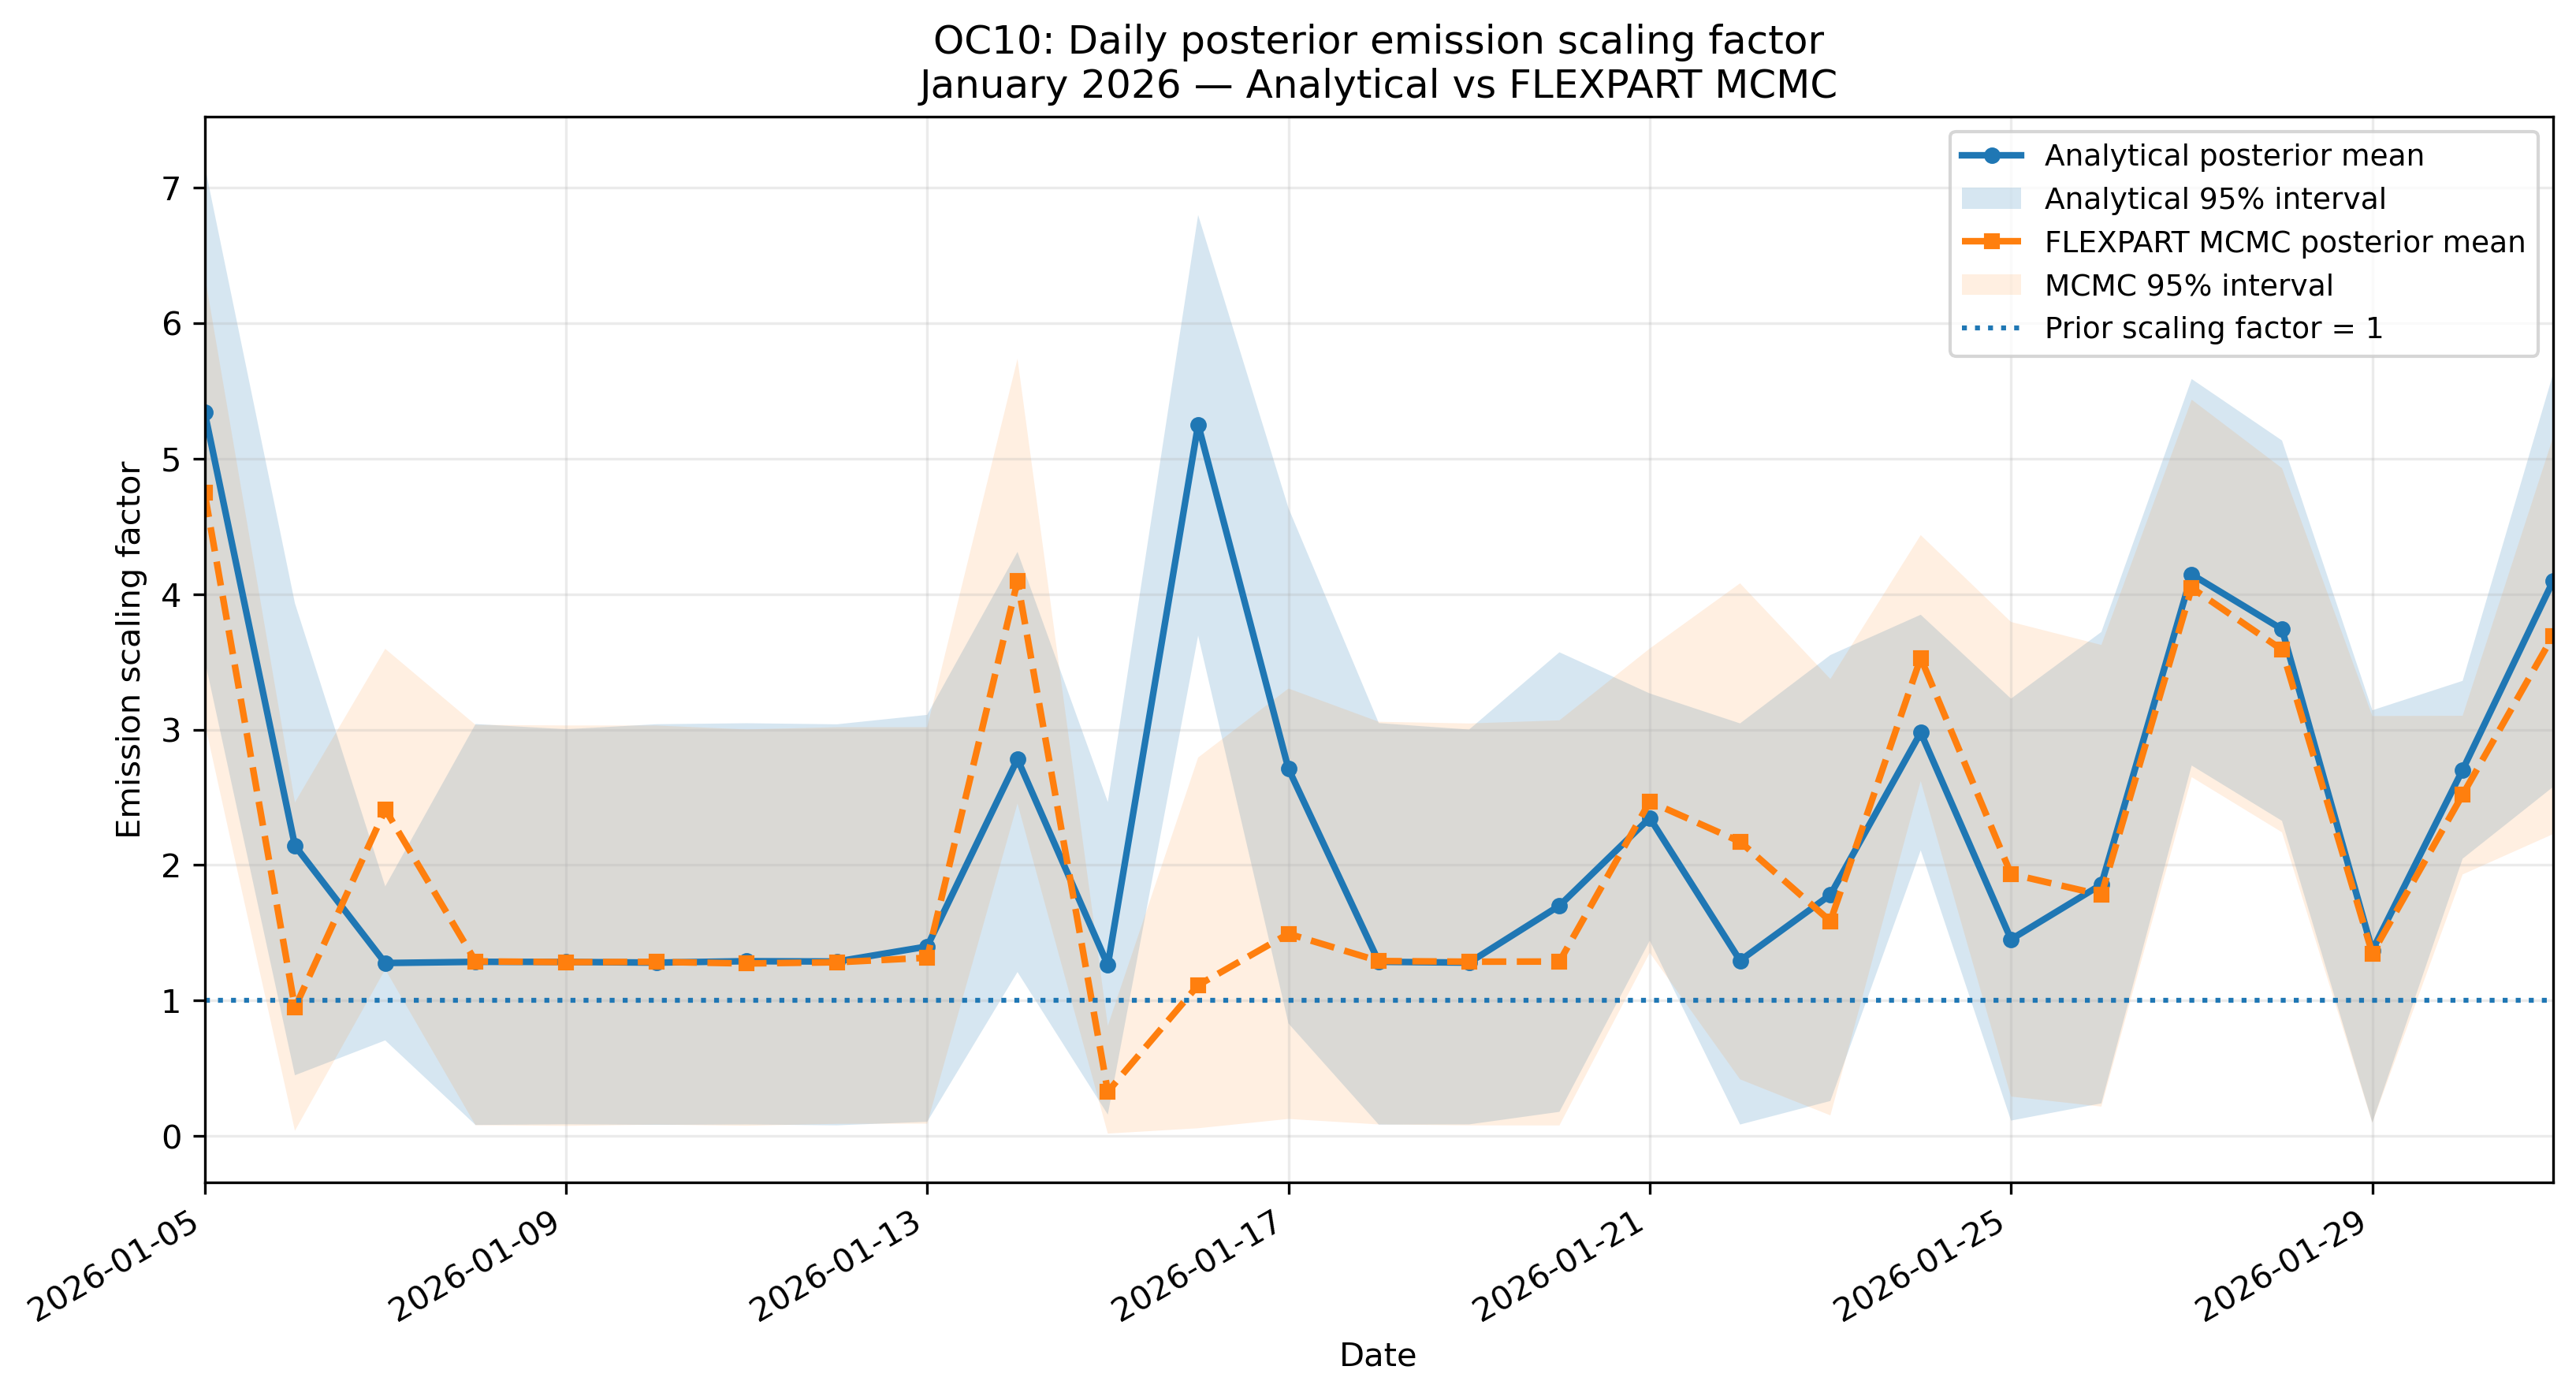 OC10: Daily posterior emission scaling factor
January 2026 — Analytical vs FLEXPART MCMC
Analytical posterior mean
Analytical 95% interval
FLEXPART MCMC posterior mean
MCMC 95% interval
Prior scaling factor = 1
Emission scaling factor
7
6
5
4
3
2
1
0
2026-01-05
2026-01-09
2026-01-13
2026-01-17
2026-01-21
2026-01-25
2026-01-29
Date